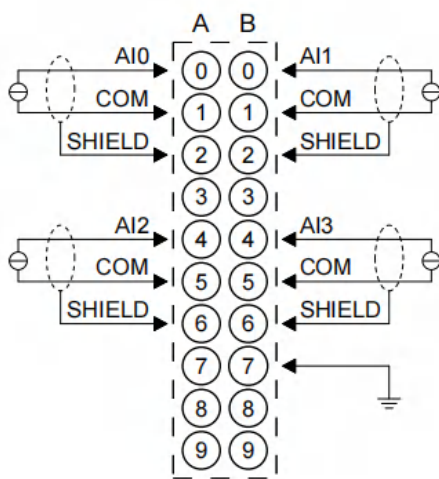 A B
AI0 0 0 AI1
COM 1 1 COM
SHIELD 2 2 SHIELD
3 3
AI2 4 4 AI3
COM 5 5 COM
SHIELD 6 6 SHIELD
7 7
8 8
9 9